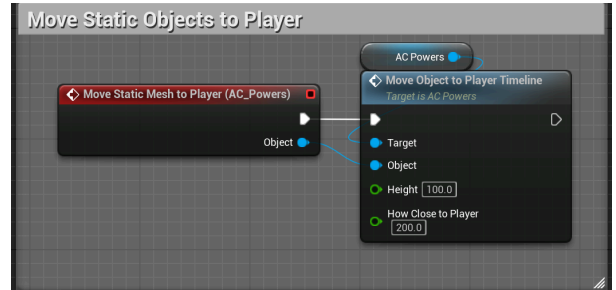 Move Static Objects to Player
AC Powers
Move Static Mesh to Player (AC_Powers)
Object
Move Object to Player Timeline
Target is AC Powers
Target
Object
Height 100.0
How Close to Player
200.0